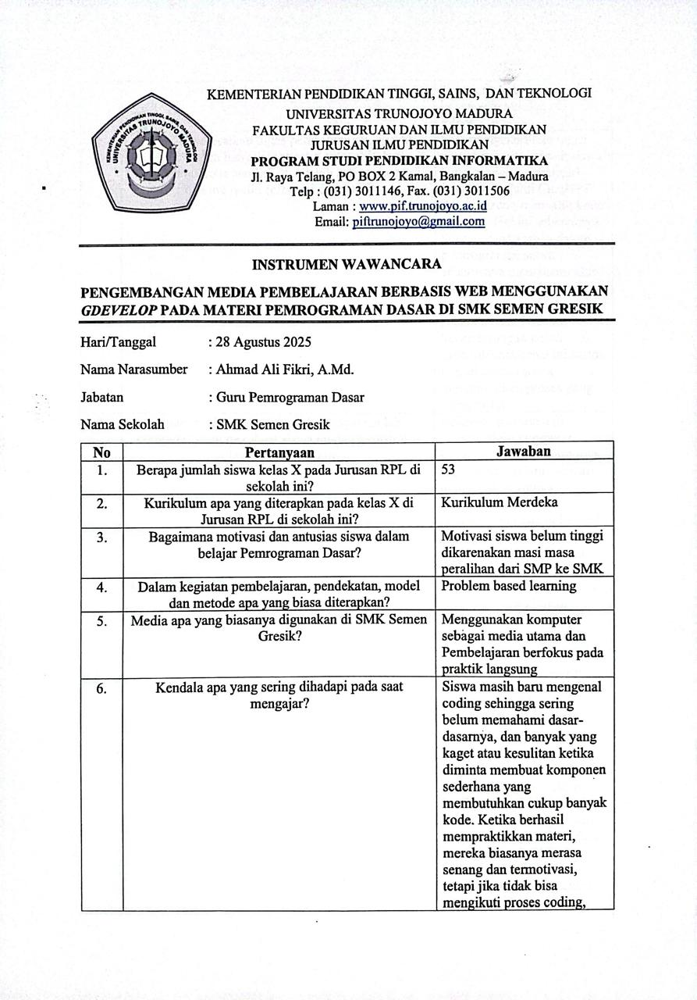 KEMENTERIAN PENDIDIKAN TINGGI, SAINS, DAN TEKNOLOGI
UNIVERSITAS TRUNOJOYO MADURA
FAKULTAS KEGURUAN DAN ILMU PENDIDIKAN
JURUSAN ILMU PENDIDIKAN
PROGRAM STUDI PENDIDIKAN INFORMATIKA
Jl. Raya Telang, PO BOX 2 Kamal, Bangkalan – Madura
Telp : (031) 3011146, Fax. (031) 3011506
Laman : www.pif.trunojoyo.ac.id
Email: piftrunojoyo@gmail.com
KEMENTERIAN PENDIDIKAN TINGGI, SAINS, DAN TEKNOLOGI
UNIVERSITAS TRUNOJOYO MADURA
INSTRUMEN WAWANCARA
PENGEMBANGAN MEDIA PEMBELAJARAN BERBASIS WEB MENGGUNAKAN
GDEVELOP PADA MATERI PEMROGRAMAN DASAR DI SMK SEMEN GRESIK
Hari/Tanggal : 28 Agustus 2025
Nama Narasumber : Ahmad Ali Fikri, A.Md.
Jabatan : Guru Pemrograman Dasar
Nama Sekolah : SMK Semen Gresik
No Pertanyaan Jawaban
1. Berapa jumlah siswa kelas X pada Jurusan RPL di 53
sekolah ini?
2. Kurikulum apa yang diterapkan pada kelas X di Kurikulum Merdeka
Jurusan RPL di sekolah ini?
3. Bagaimana motivasi dan antusias siswa dalam Motivasi siswa belum tinggi
belajar Pemrograman Dasar? dikarenakan masi masa
peralihan dari SMP ke SMK
4. Dalam kegiatan pembelajaran, pendekatan, model Problem based learning
dan metode apa yang biasa diterapkan?
5. Media apa yang biasanya digunakan di SMK Semen Menggunakan komputer
Gresik? sebagai media utama dan
Pembelajaran berfokus pada
praktik langsung
6. Kendala apa yang sering dihadapi pada saat Siswa masih baru mengenal
mengajar? coding sehingga sering
belum memahami dasar-
dasarnya, dan banyak yang
kaget atau kesulitan ketika
diminta membuat komponen
sederhana yang
membutuhkan cukup banyak
kode. Ketika berhasil
mempraktikkan materi,
mereka biasanya merasa
senang dan termotivasi,
tetapi jika tidak bisa
mengikuti proses coding,